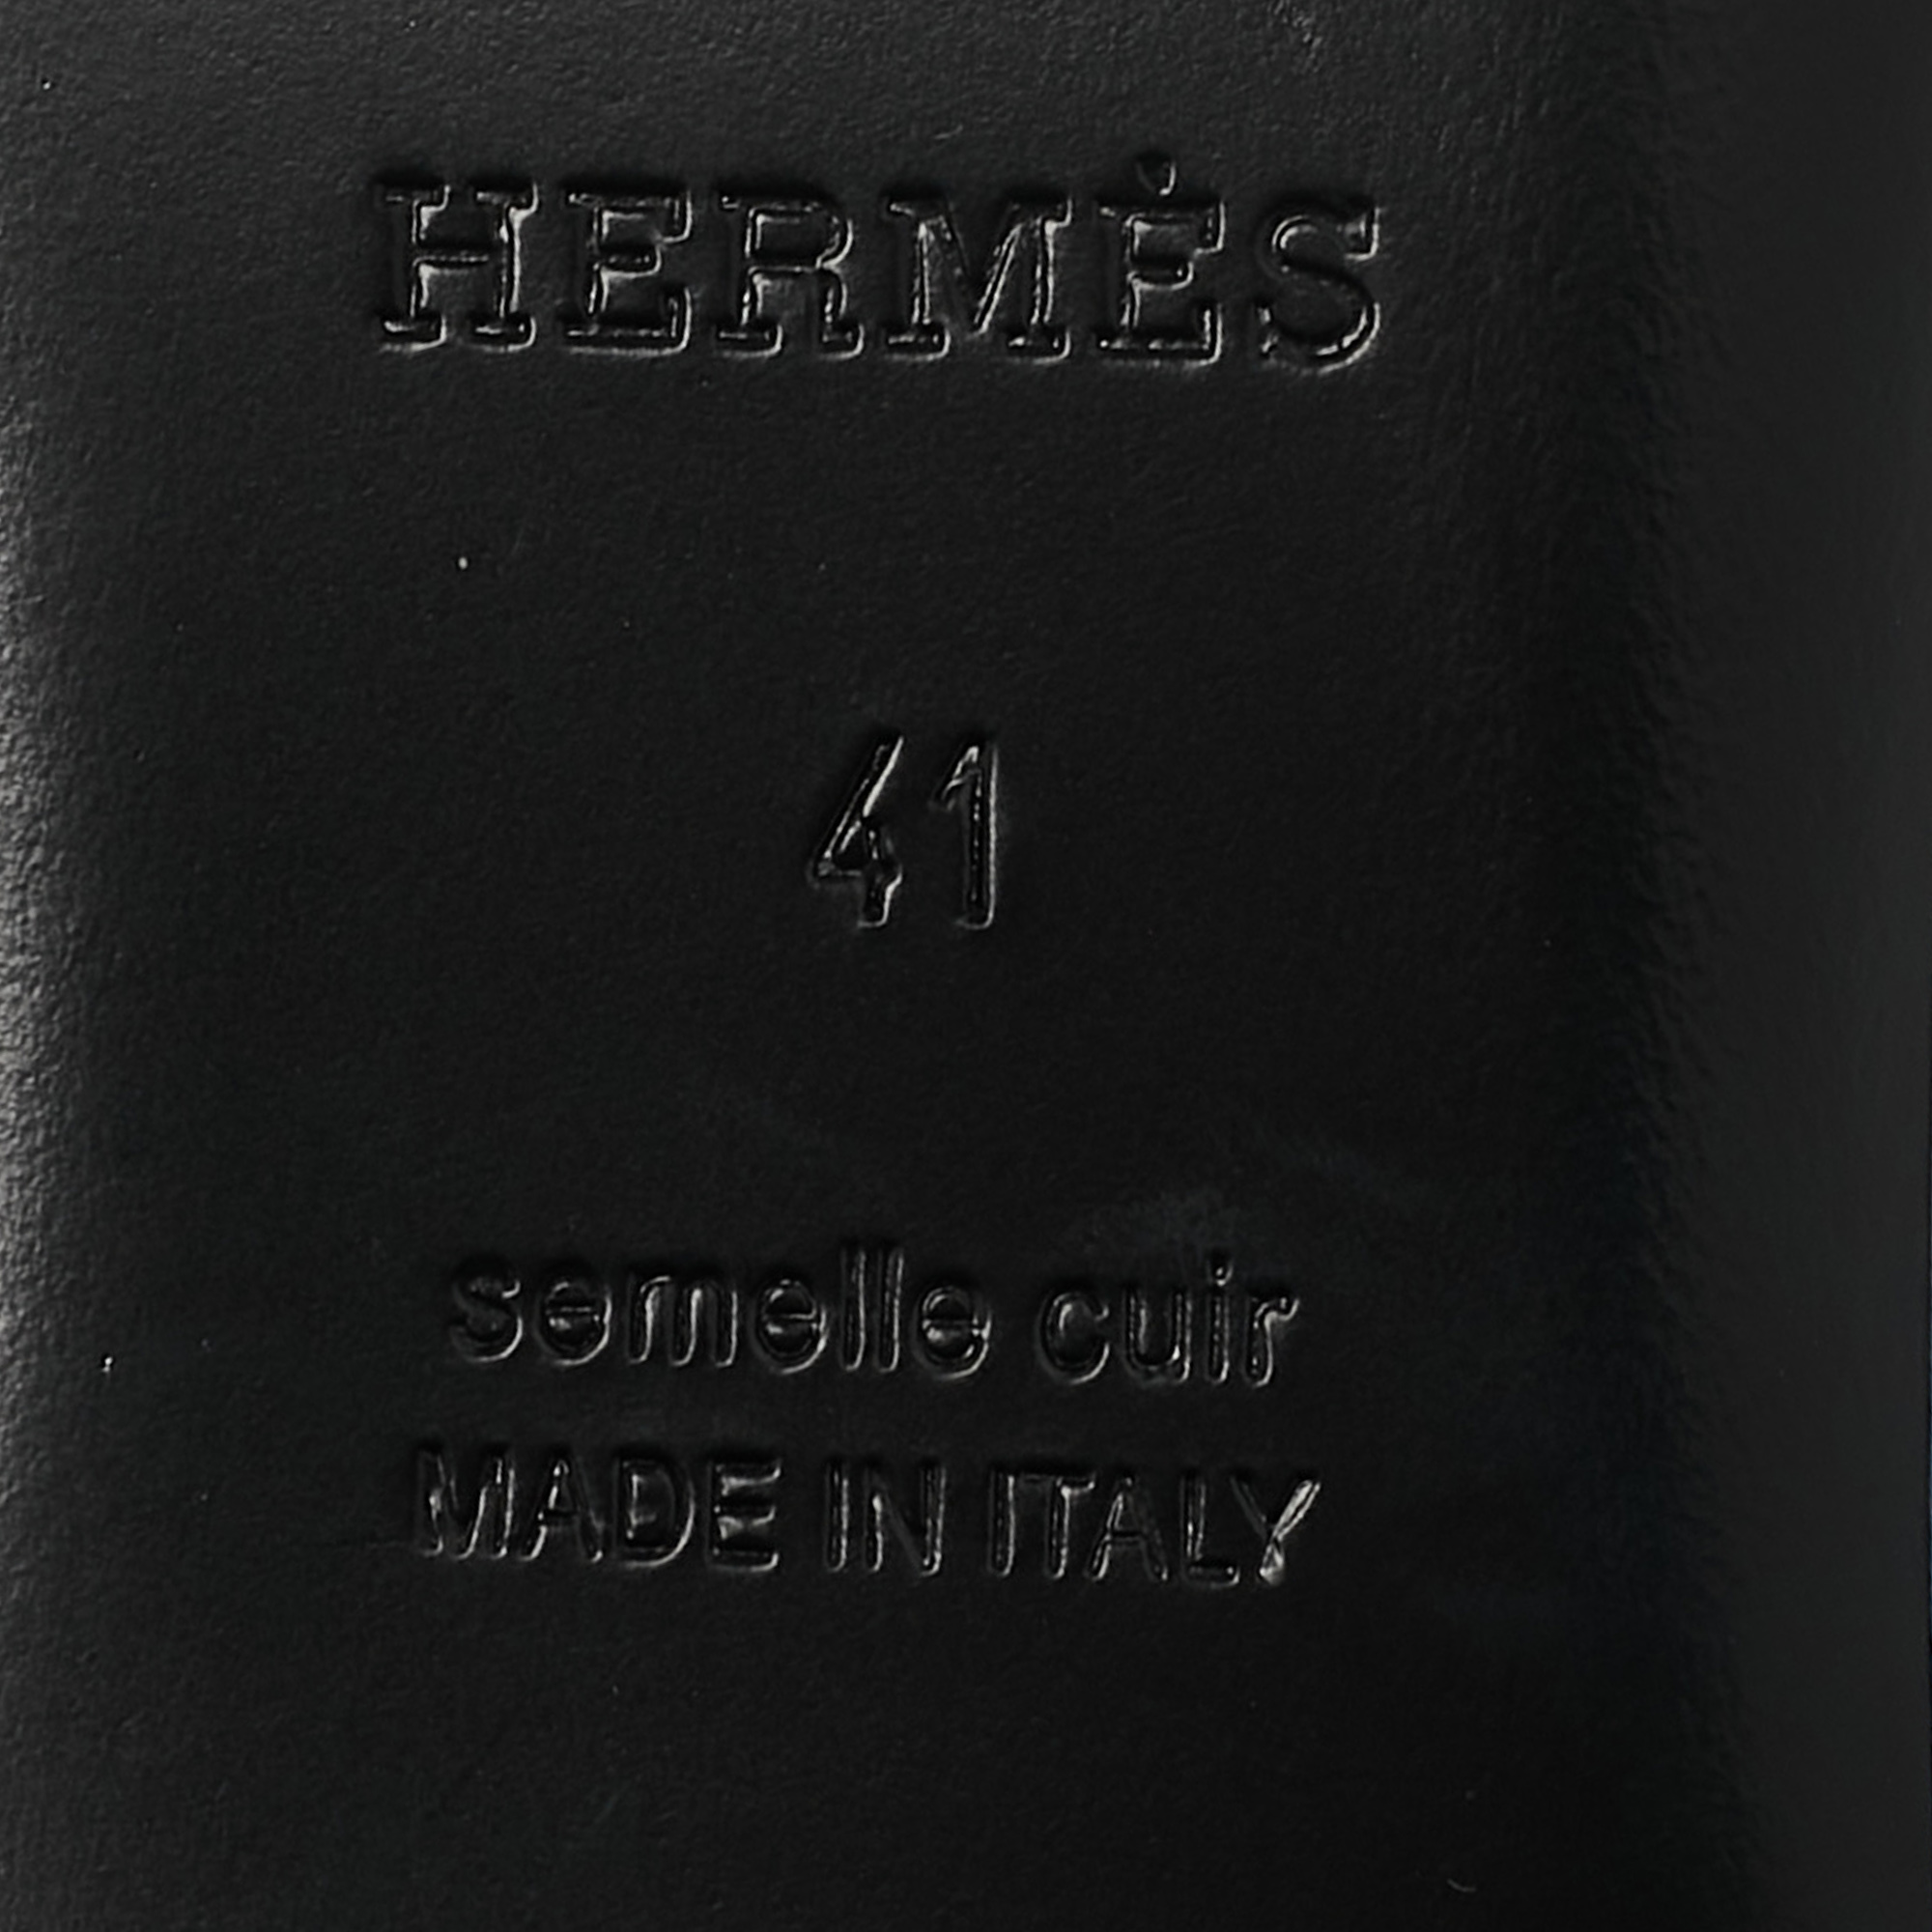 HERMÈS
41
semelle cuir
MADE IN ITALY